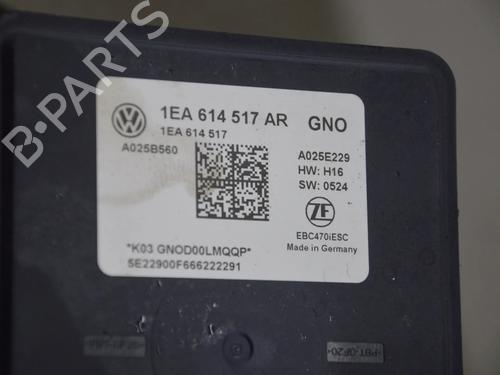 1EA 614 517 AR GNO
1EA 614 517
A025B560
A025E229
HW: H16
SW: 0524
ZF
EBC470iESC
Made in Germany
*K03 GNOD00LMQQP*
5E22900F666222291
B-PARTS